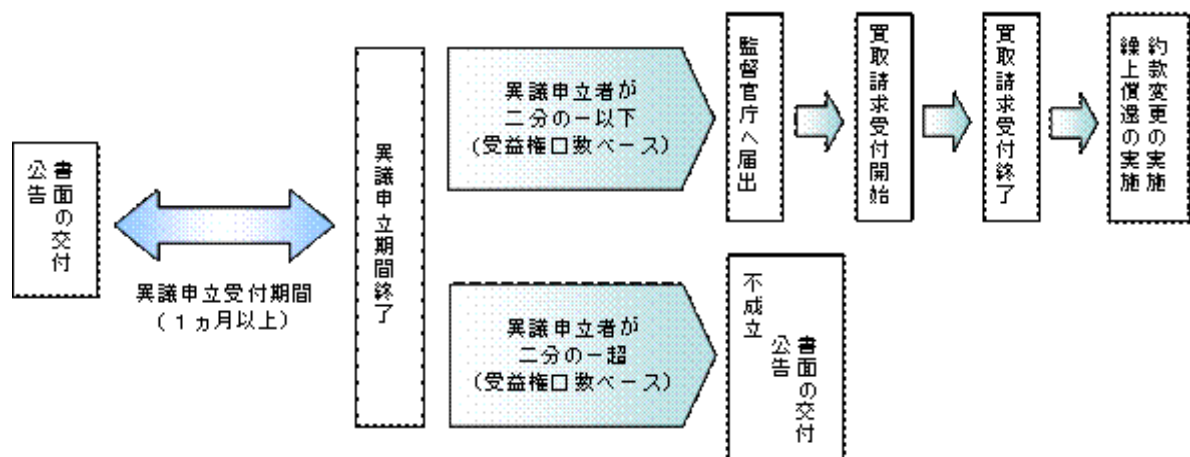 書面の交付
公告
異議申立受付期間
(1ヵ月以上)
異議申立期間終了
異議申立者が
二分の一以下
(受益権口数ベース)
監督官庁へ届出
買取請求受付開始
買取請求受付終了
約款変更の実施
繰上償還の実施
異議申立者が
二分の一超
(受益権口数ベース)
不成立
書面の交付
公告